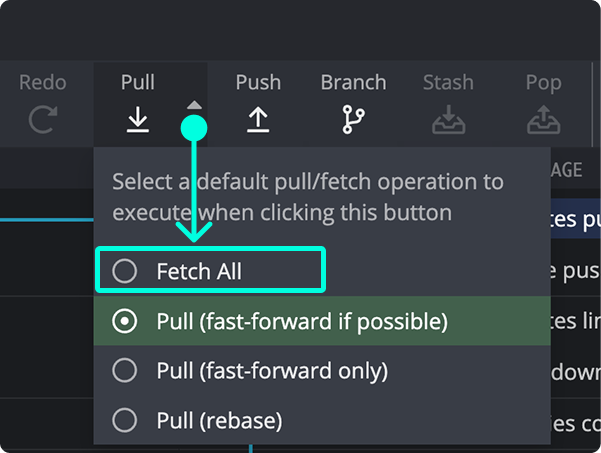 Redo
Pull
Push
Branch
Stash
Pop
AGE
Select a default pull/fetch operation to
execute when clicking this button
tes pu
Fetch All
e pus
Pull (fast-forward if possible)
tes lin
Pull (fast-forward only)
down
Pull (rebase)
ies co